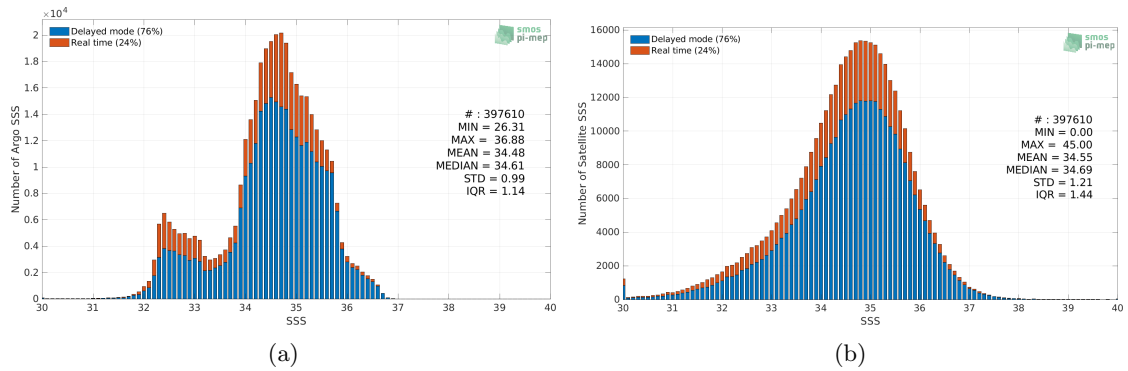 ×10⁴
Delayed mode (76%)
Real time (24%)
smos
pi-mep
# : 397610
MIN = 26.31
MAX = 36.88
MEAN = 34.48
MEDIAN = 34.61
STD = 0.99
IQR = 1.14
Number of Argo SSS
2
1.8
1.6
1.4
1.2
1
0.8
0.6
0.4
0.2
0
30 31 32 33 34 35 36 37 38 39 40
SSS
(a)
Delayed mode (76%)
Real time (24%)
smos
pi-mep
# : 397610
MIN = 0.00
MAX = 45.00
MEAN = 34.55
MEDIAN = 34.69
STD = 1.21
IQR = 1.44
Number of Satellite SSS
16000
14000
12000
10000
8000
6000
4000
2000
0
30 31 32 33 34 35 36 37 38 39 40
SSS
(b)